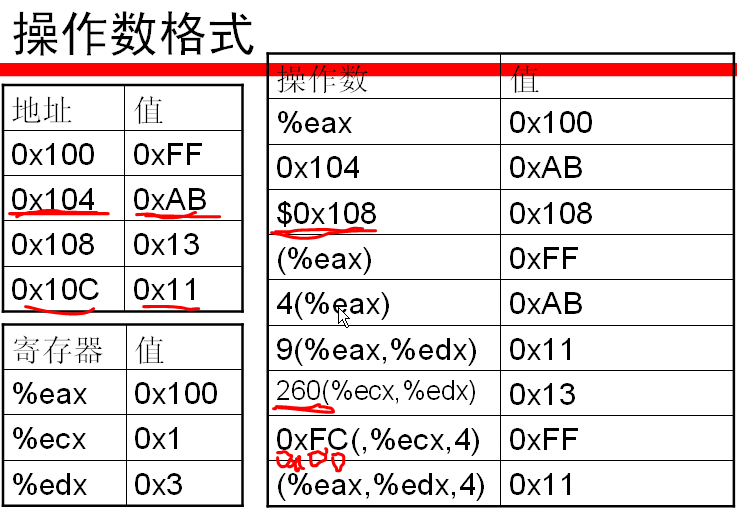 操作数格式
地址 值
0x100 0xFF
0x104 0xAB
0x108 0x13
0x10C 0x11
寄存器 值
%eax 0x100
%ecx 0x1
%edx 0x3
操作数 值
%eax 0x100
0x104 0xAB
$0x108 0x108
(%eax) 0xFF
4(%eax) 0xAB
9(%eax,%edx) 0x11
260(%ecx,%edx) 0x13
0xFC(,%ecx,4) 0xFF
(%eax,%edx,4) 0x11